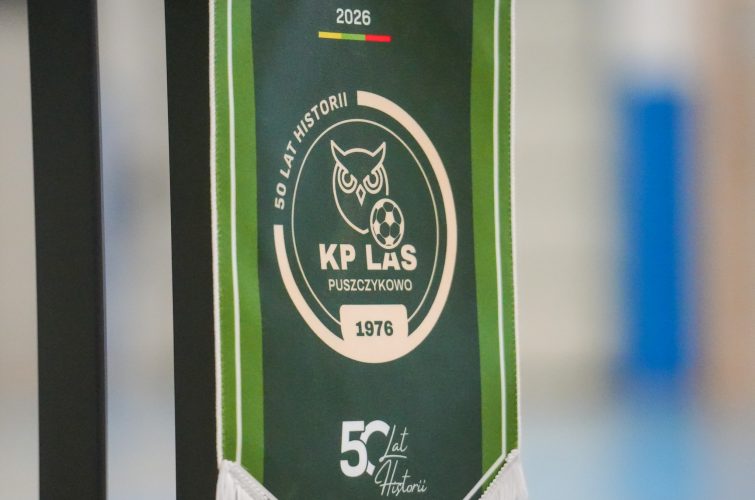 2026
50 LAT HISTORII
KP LAS
PUSZCZYKOWO
1976
50 Lat
Historii